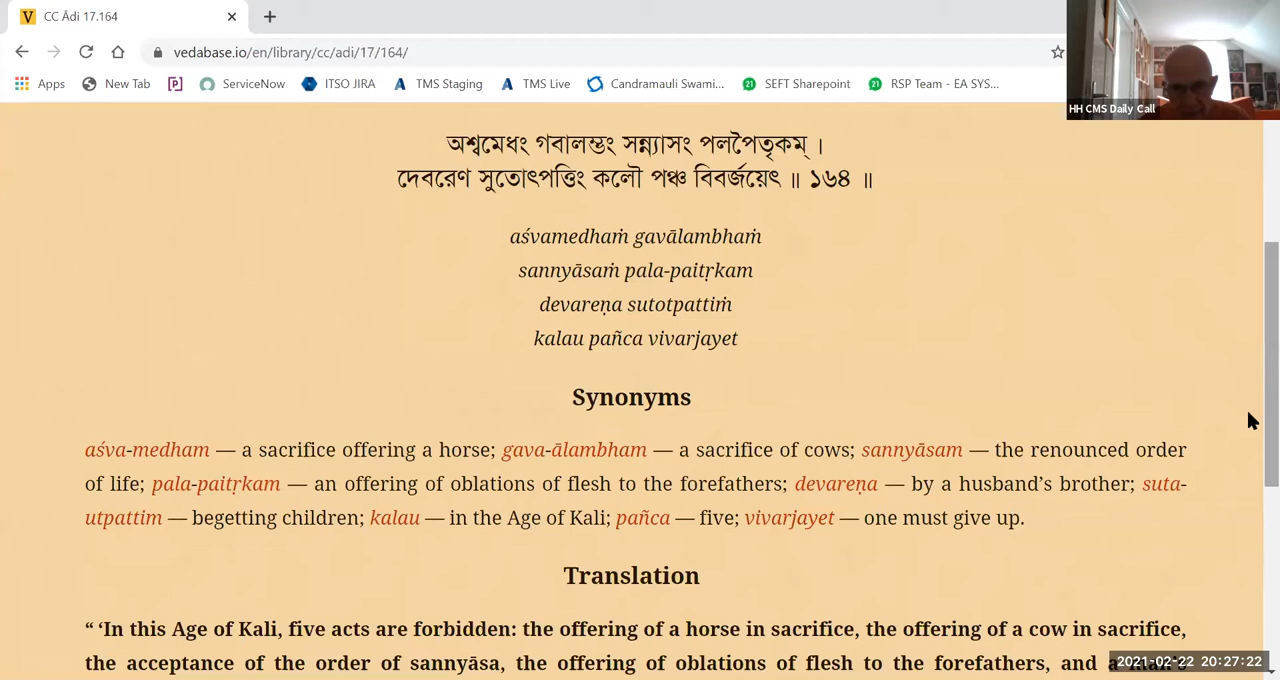 CC Ādi 17.164
vedabase.io/en/library/cc/adi/17/164/
Apps New Tab ServiceNow ITSO JIRA TMS Staging TMS Live Candramauli Swami... SEFT Sharepoint RSP Team - EA SYS...
HH CMS Daily Call
অশ্বমেধং গবালম্ভং সন্ন্যাসং পলপৈতৃকম্ ।
দেবরেণ সুতোৎপত্তিং কলৌ পঞ্চ বিবর্জয়েৎ ॥ ১৬৪ ॥
aśvamedhaṁ gavālambhaṁ
sannyāsaṁ pala-paitṛkam
devareṇa sutotpattiṁ
kalau pañca vivarjayet
Synonyms
aśva-medham — a sacrifice offering a horse; gava-ālambham — a sacrifice of cows; sannyāsam — the renounced order
of life; pala-paitṛkam — an offering of oblations of flesh to the forefathers; devareṇa — by a husband’s brother; suta-
utpattim — begetting children; kalau — in the Age of Kali; pañca — five; vivarjayet — one must give up.
Translation
“ ‘In this Age of Kali, five acts are forbidden: the offering of a horse in sacrifice, the offering of a cow in sacrifice,
the acceptance of the order of sannyāsa, the offering of oblations of flesh to the forefathers, and
2021-02-22 20:27:22